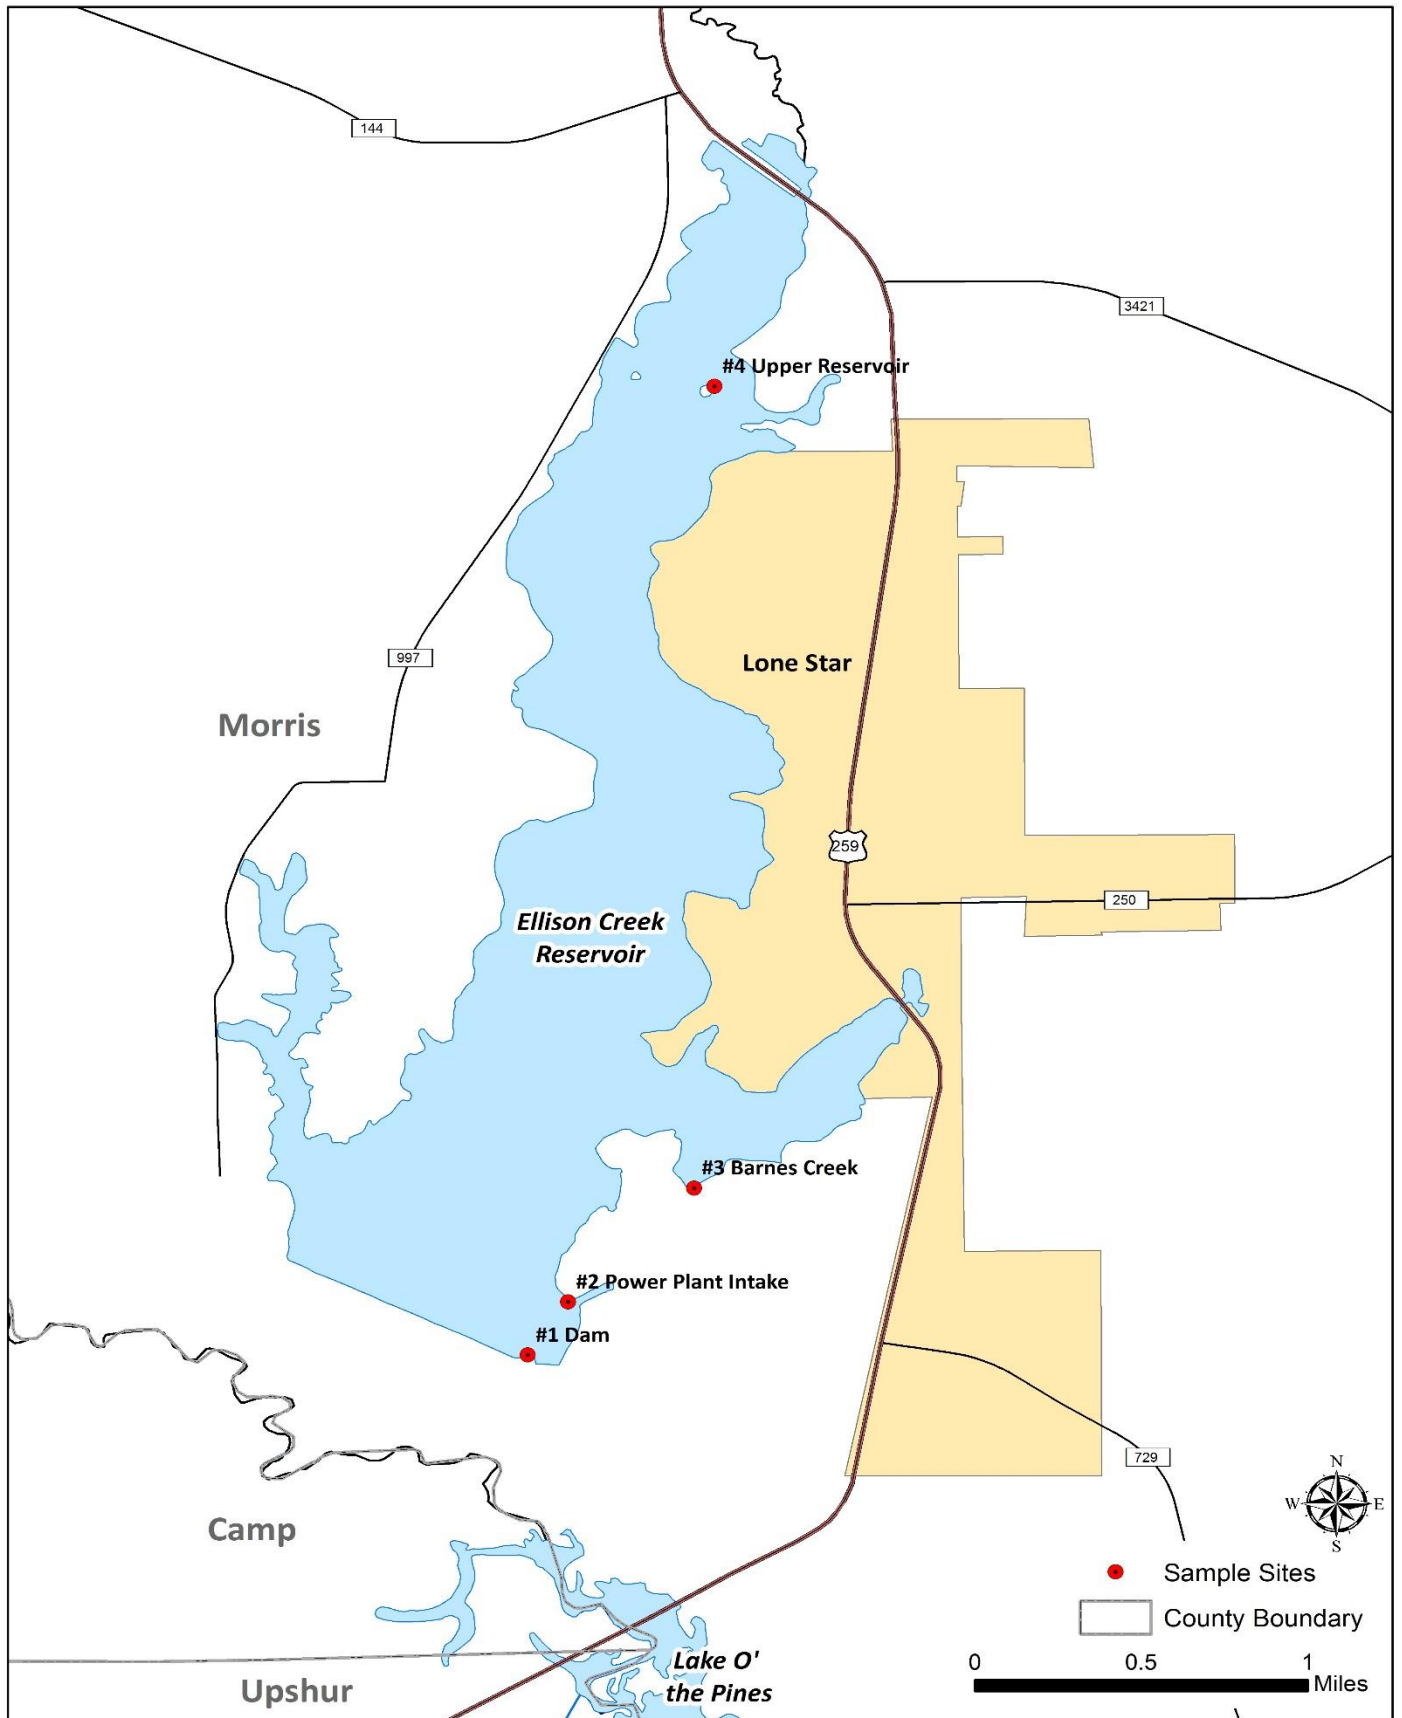 144
3421
#4 Upper Reservoir
997
Lone Star
Morris
259
250
Ellison Creek
Reservoir
#3 Barnes Creek
#2 Power Plant Intake
#1 Dam
729
N
W E
S
Camp
Sample Sites
County Boundary
Lake O'
the Pines
Upshur
0 0.5 1
Miles